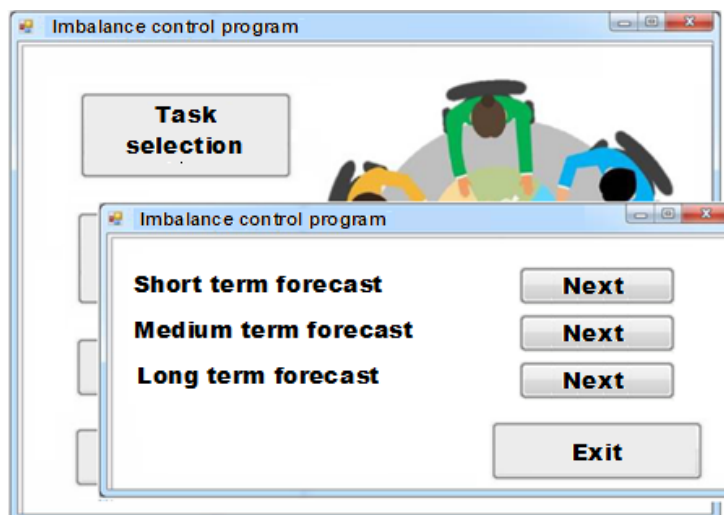 Imbalance control program
Task
selection
Imbalance control program
Short term forecast
Next
Medium term forecast
Next
Long term forecast
Next
Exit